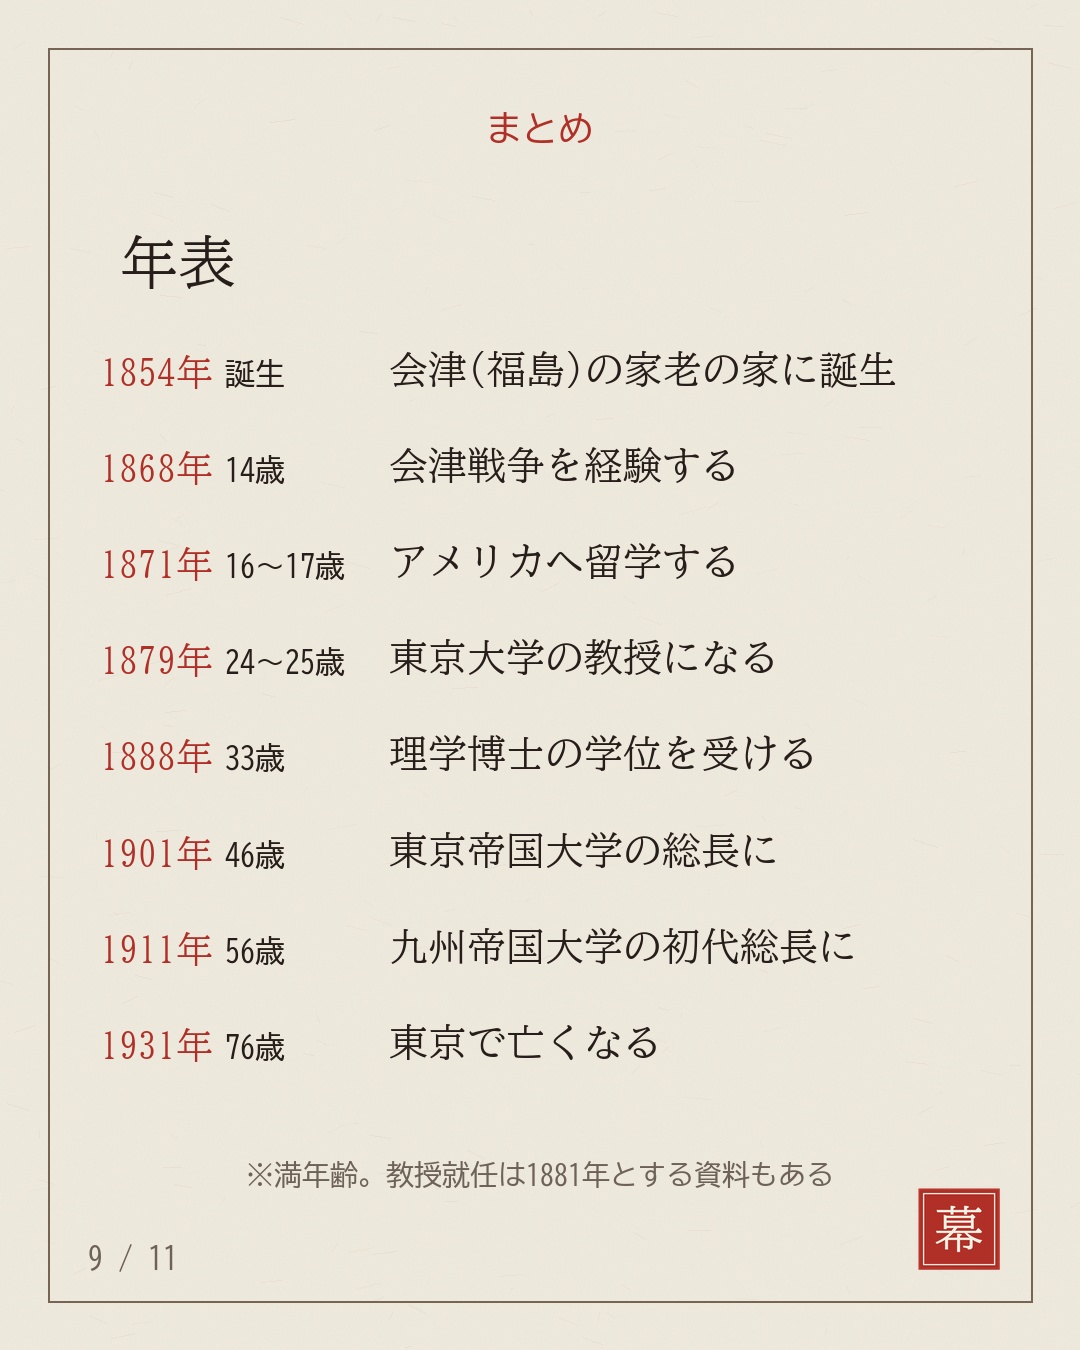 まとめ
年表
1854年 誕生 会津(福島)の家老の家に誕生
1868年 14歳 会津戦争を経験する
1871年 16〜17歳 アメリカへ留学する
1879年 24〜25歳 東京大学の教授になる
1888年 33歳 理学博士の学位を受ける
1901年 46歳 東京帝国大学の総長に
1911年 56歳 九州帝国大学の初代総長に
1931年 76歳 東京で亡くなる
※満年齢。教授就任は1881年とする資料もある
幕
9 / 11